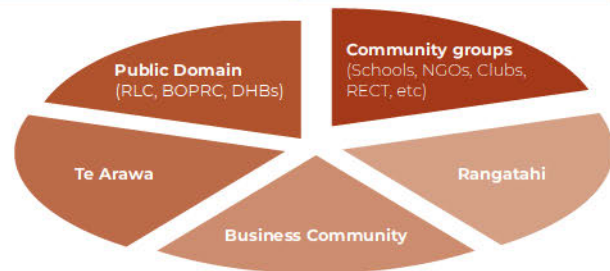 Public Domain
(RLC, BOPRC, DHBs)
Community groups
(Schools, NGOs, Clubs,
RECT, etc)
Te Arawa
Rangatahi
Business Community